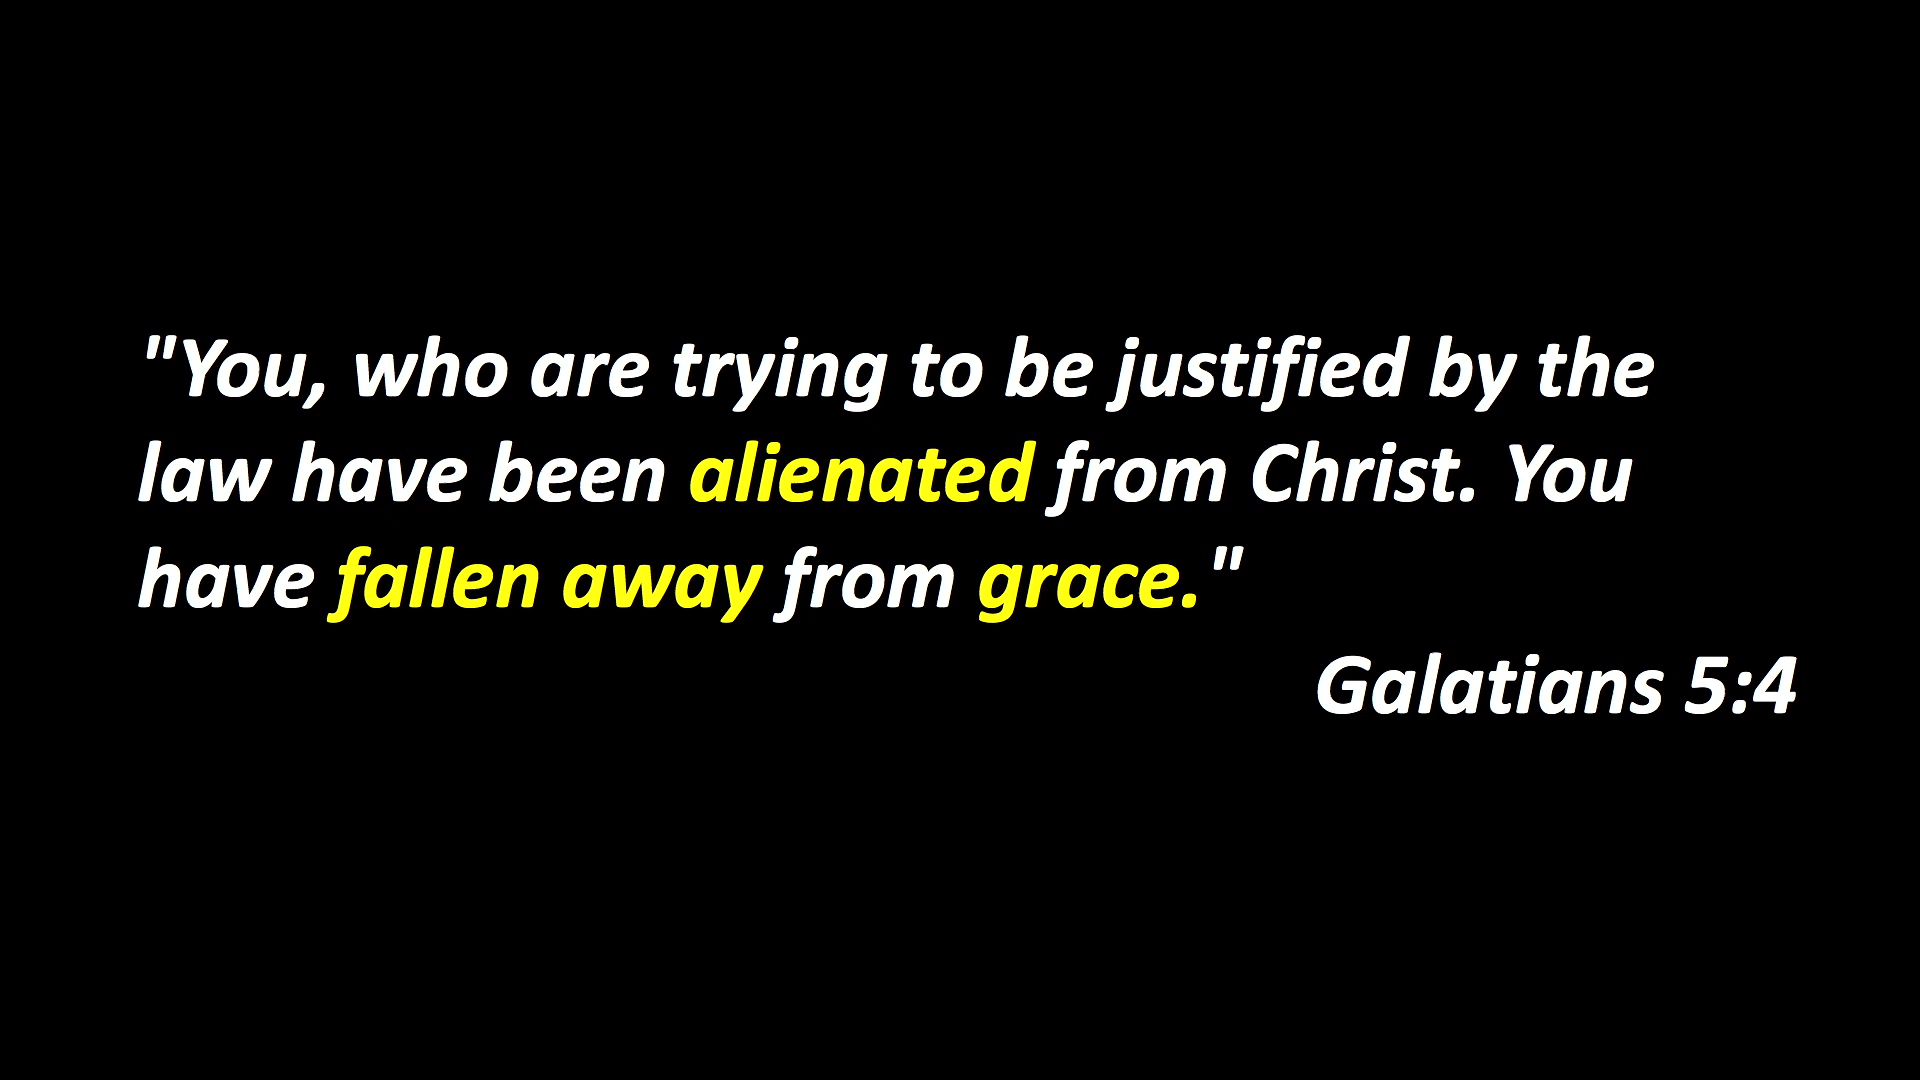 "You, who are trying to be justified by the
law have been alienated from Christ. You
have fallen away from grace."
Galatians 5:4